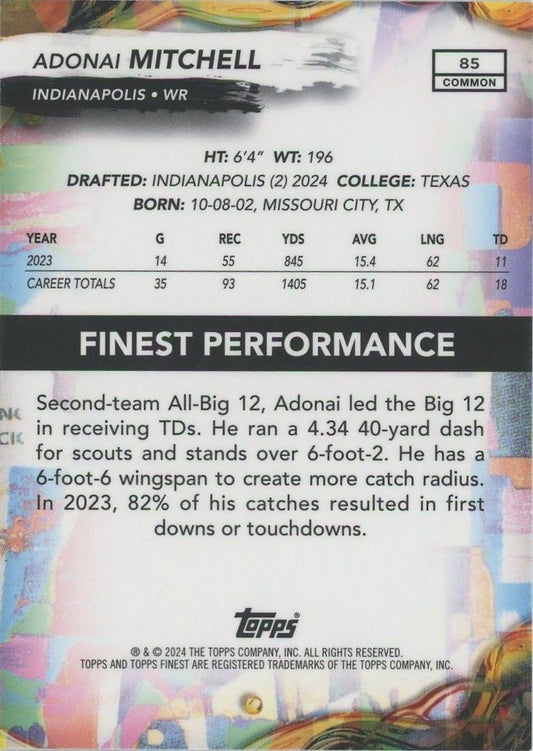 ADONAI MITCHELL
INDIANAPOLIS • WR
85
COMMON
HT: 6'4" WT: 196
DRAFTED: INDIANAPOLIS (2) 2024 COLLEGE: TEXAS
BORN: 10-08-02, MISSOURI CITY, TX
YEAR G REC YDS AVG LNG TD
2023 14 55 845 15.4 62 11
CAREER TOTALS 35 93 1405 15.1 62 18
FINEST PERFORMANCE
Second-team All-Big 12, Adonai led the Big 12
in receiving TDs. He ran a 4.34 40-yard dash
for scouts and stands over 6-foot-2. He has a
6-foot-6 wingspan to create more catch radius.
In 2023, 82% of his catches resulted in first
downs or touchdowns.
topps®
® & © 2024 THE TOPPS COMPANY, INC. ALL RIGHTS RESERVED.
TOPPS AND TOPPS FINEST ARE REGISTERED TRADEMARKS OF THE TOPPS COMPANY, INC.